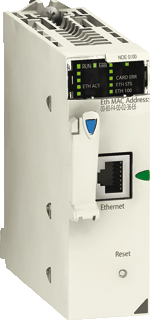 NOE 0100
RUN
ERR
CARD ERR
ETH ACT
ETH STS
ETH 100
Eth MAC Address:
Ethernet
Reset